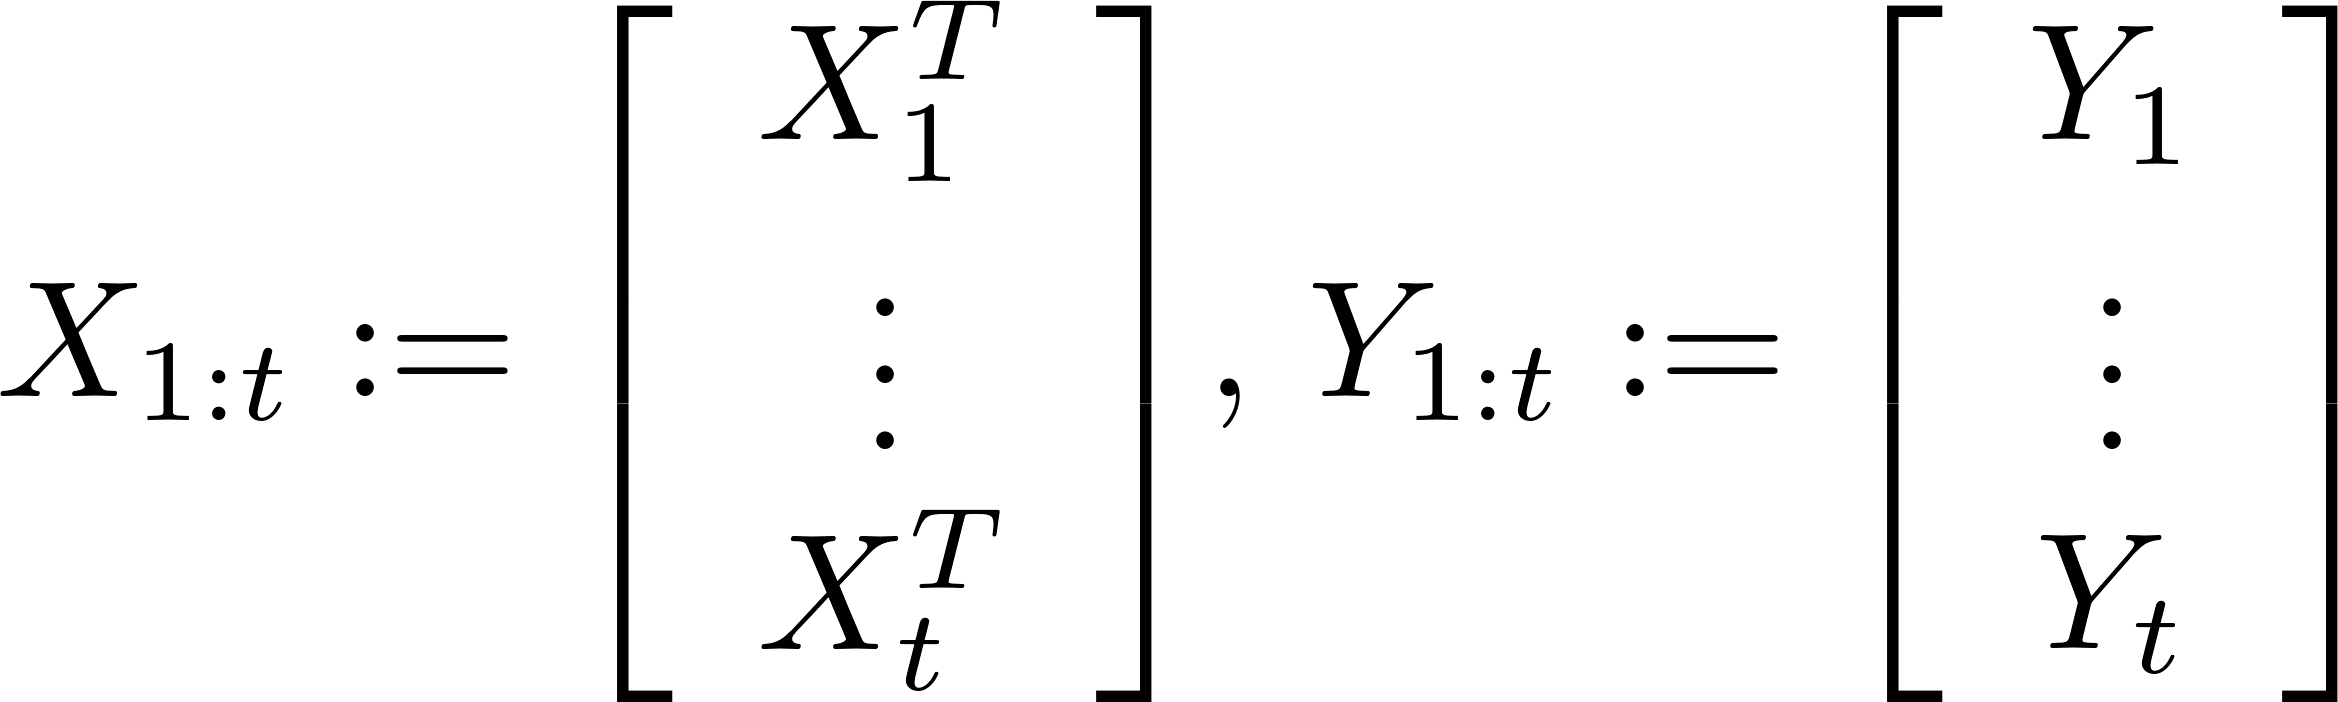 X_{1:t} := \begin{bmatrix} X_1^T \\ \vdots \\ X_t^T \end{bmatrix}, Y_{1:t} := \begin{bmatrix} Y_1 \\ \vdots \\ Y_t \end{bmatrix}